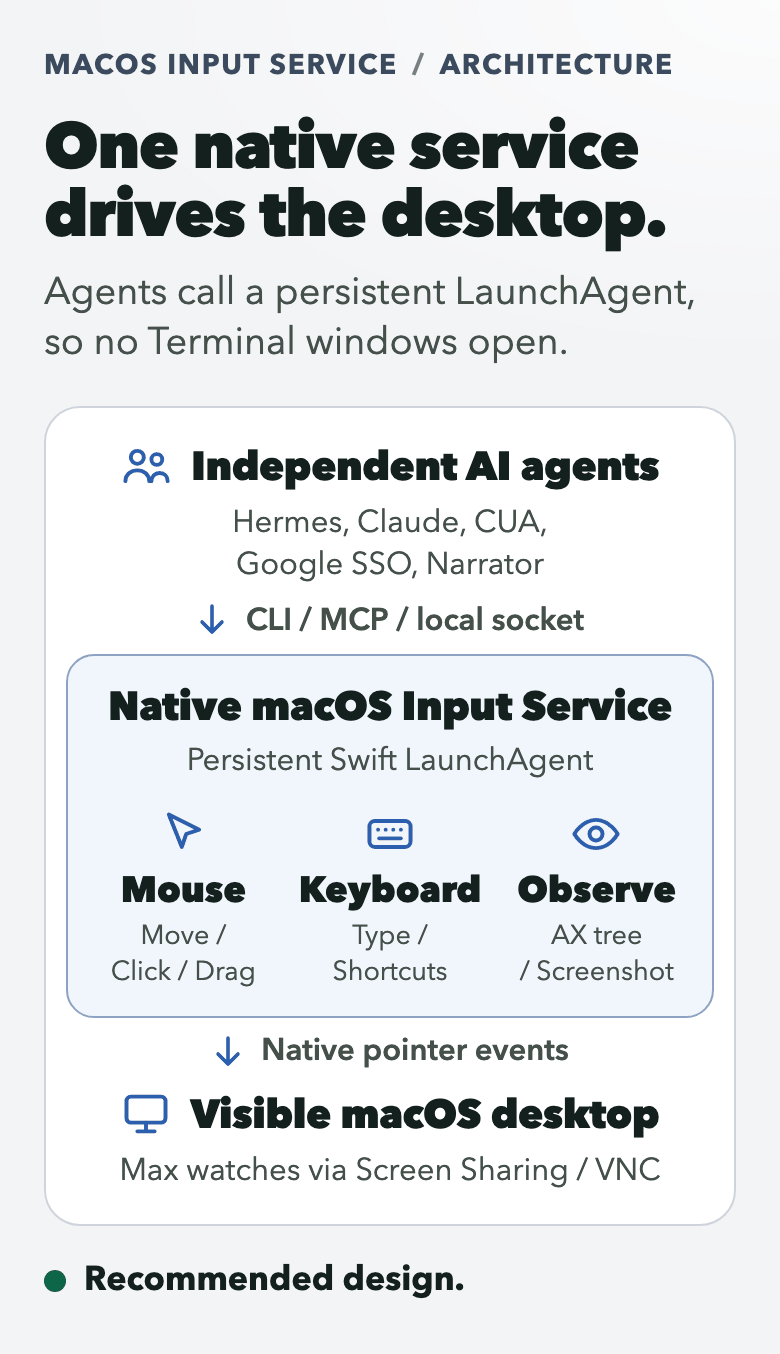 MACOS INPUT SERVICE / ARCHITECTURE
One native service
drives the desktop.
Agents call a persistent LaunchAgent,
so no Terminal windows open.
Independent AI agents
Hermes, Claude, CUA,
Google SSO, Narrator
CLI / MCP / local socket
Native macOS Input Service
Persistent Swift LaunchAgent
Mouse
Move /
Click / Drag
Keyboard
Type /
Shortcuts
Observe
AX tree
/ Screenshot
Native pointer events
Visible macOS desktop
Max watches via Screen Sharing / VNC
Recommended design.